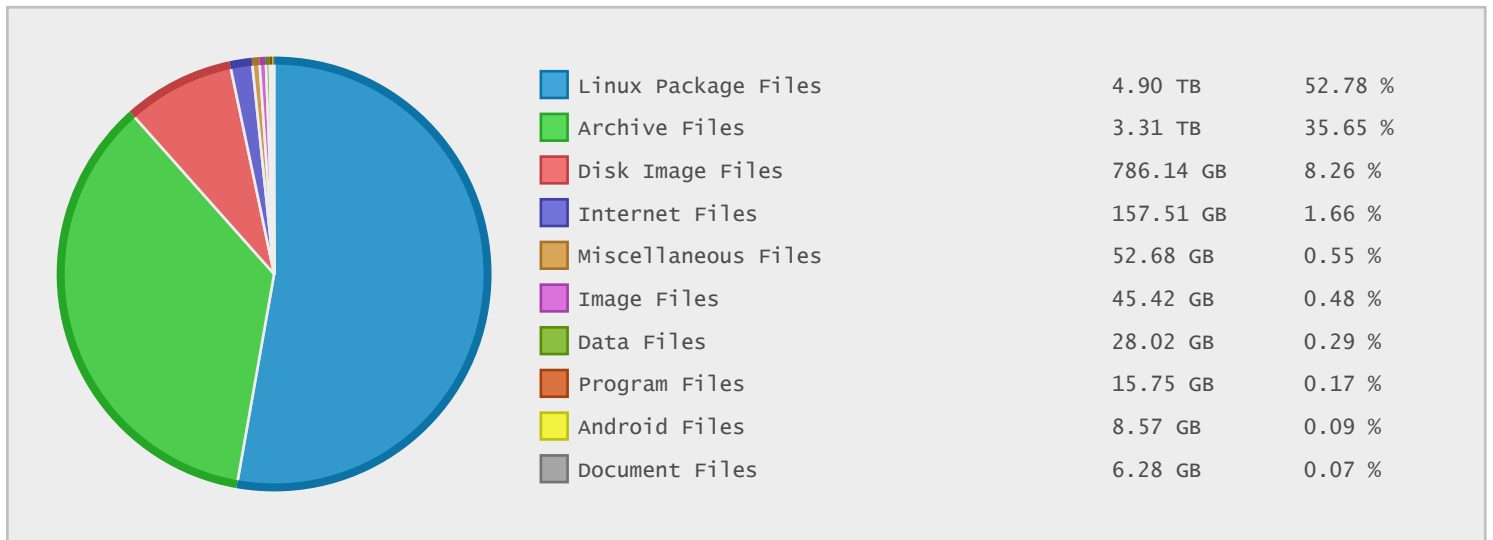 Linux Package Files 4.90 TB 52.78 %
Archive Files 3.31 TB 35.65 %
Disk Image Files 786.14 GB 8.26 %
Internet Files 157.51 GB 1.66 %
Miscellaneous Files 52.68 GB 0.55 %
Image Files 45.42 GB 0.48 %
Data Files 28.02 GB 0.29 %
Program Files 15.75 GB 0.17 %
Android Files 8.57 GB 0.09 %
Document Files 6.28 GB 0.07 %